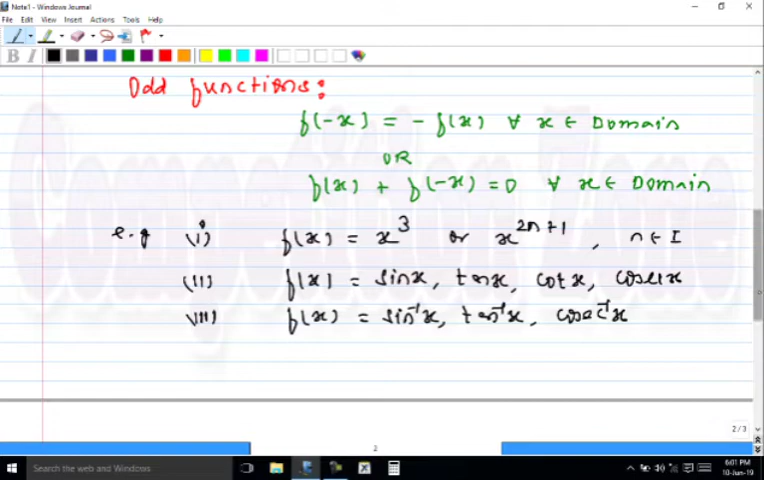 Note1 - Windows Journal
File Edit View Insert Actions Tools Help
B I
Odd functions:
f(-x) = - f(x) ∀ x ∈ Domain
OR
f(x) + f(-x) = 0 ∀ x ∈ Domain
e.g (i) f(x) = x³ or x²ⁿ⁺¹, n ∈ I
(ii) f(x) = sinx, tanx, cotx, cosecx
(iii) f(x) = sin⁻¹x, tan⁻¹x, cosec⁻¹x
2/3
2
Search the web and Windows
6:01 PM
10-Jun-19